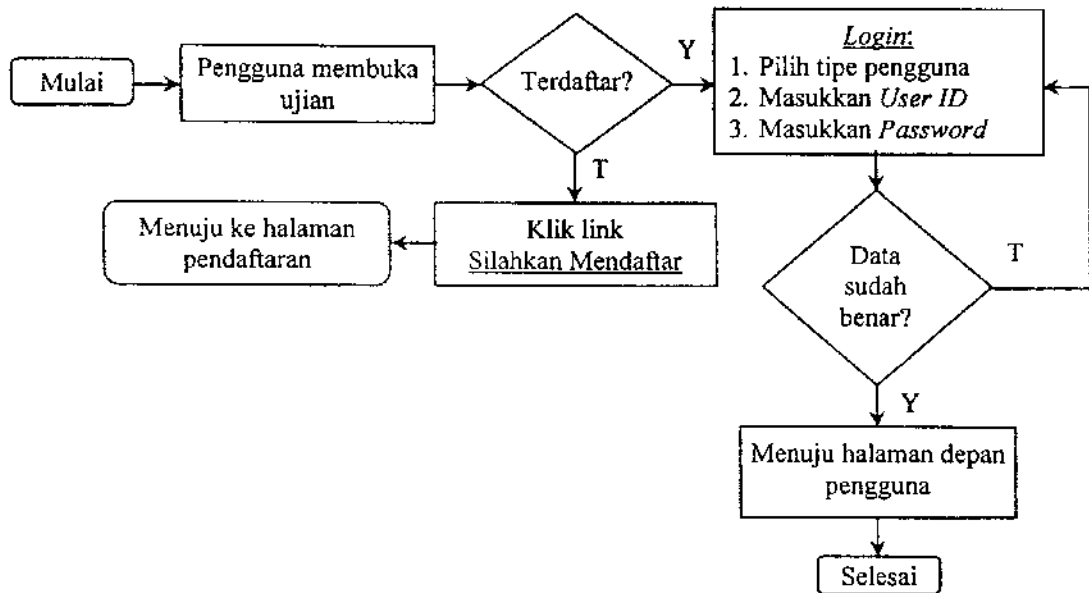 Mulai
Pengguna membuka
ujian
Terdaftar?
Y
Login:
1. Pilih tipe pengguna
2. Masukkan User ID
3. Masukkan Password
T
Klik link
Silahkan Mendaftar
Menuju ke halaman
pendaftaran
Data
sudah
benar?
T
Y
Menuju halaman depan
pengguna
Selesai